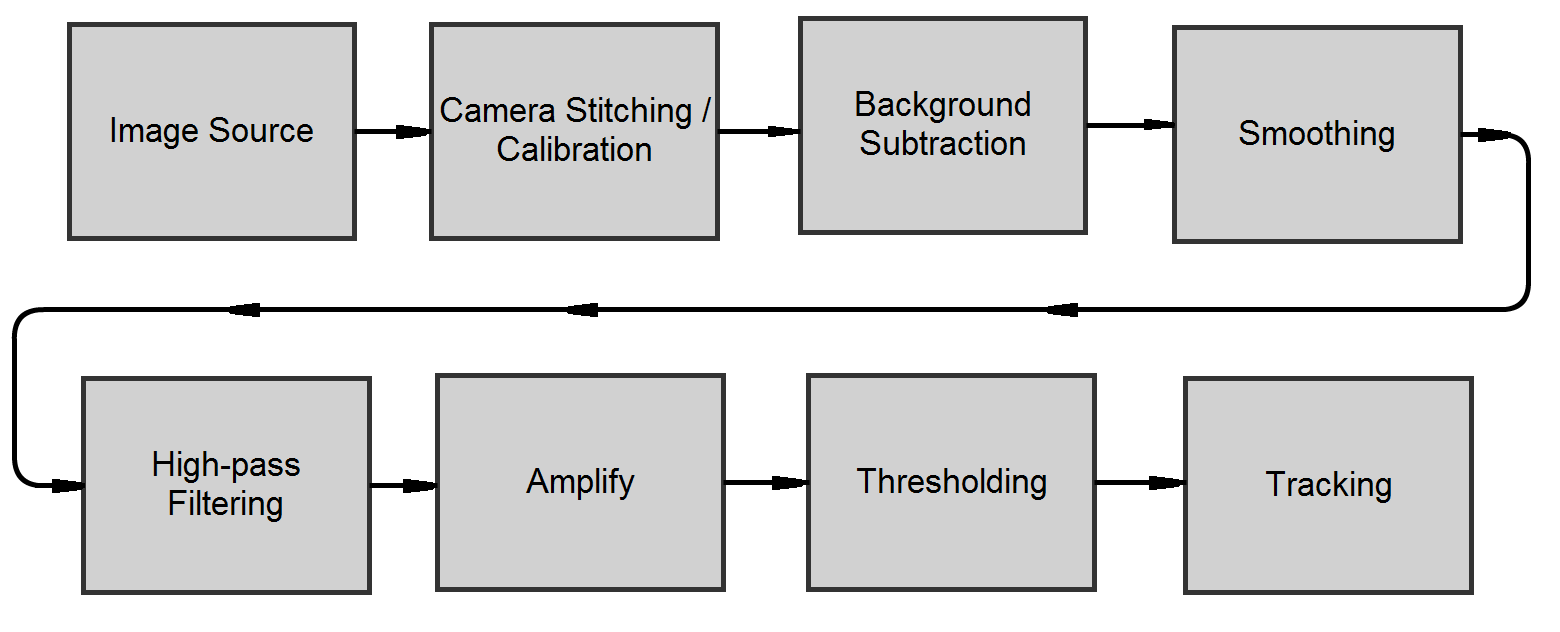 Image Source
Camera Stitching /
Calibration
Background
Subtraction
Smoothing
High-pass
Filtering
Amplify
Thresholding
Tracking